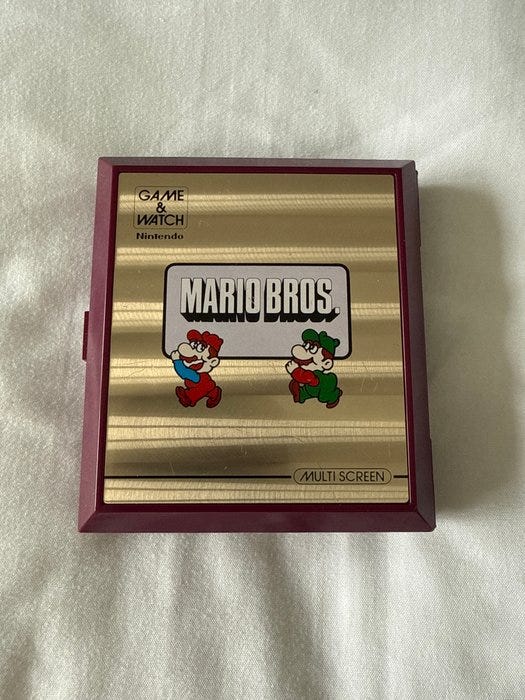 GAME
&
WATCH
Nintendo
MARIO BROS.
MULTI SCREEN